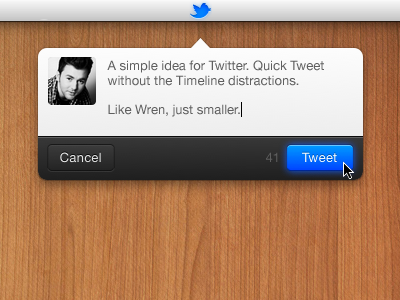 A simple idea for Twitter. Quick Tweet
without the Timeline distractions.
Like Wren, just smaller.
Cancel
41
Tweet